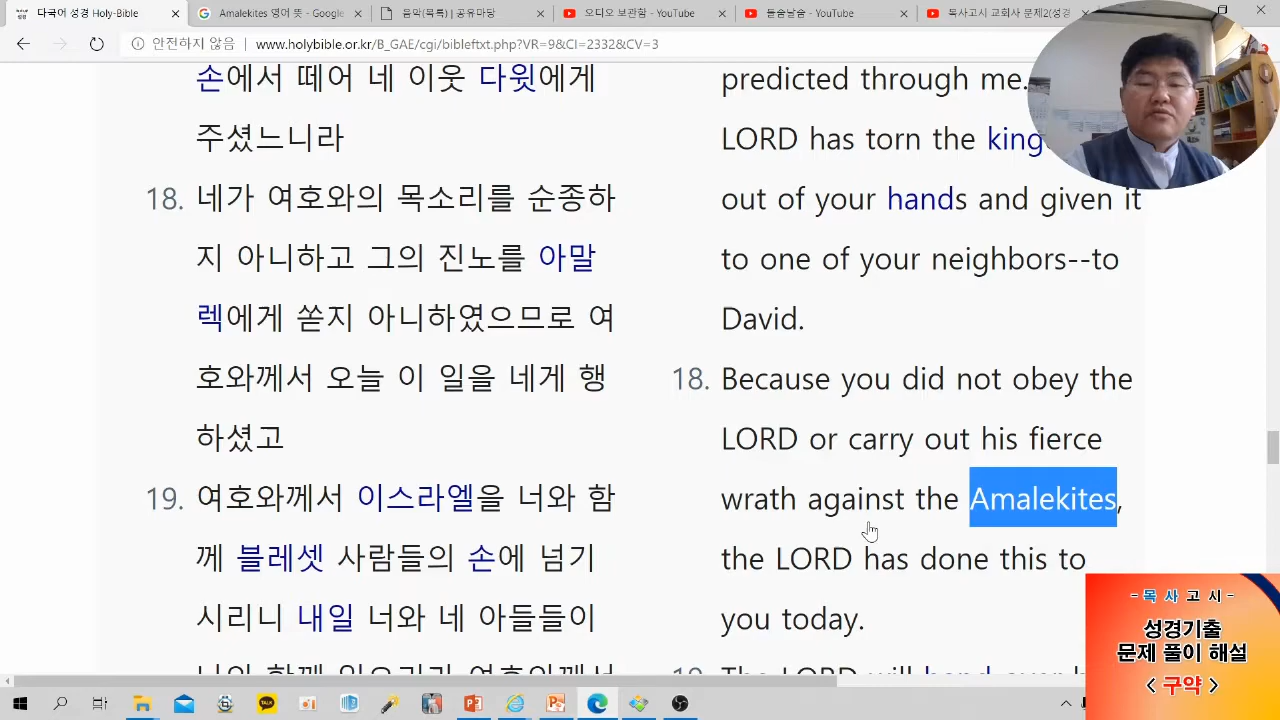 다국어 성경 Holy-Bible
Amalekites 영어 뜻 - Google
음악(목록) | 공유마당
오디오 보관함 - YouTube
돌솜날솜 - YouTube
목사고시 교회사 문제2(성경
안전하지 않음
www.holybible.or.kr/B_GAE/cgi/bibleftxt.php?VR=9&CI=2332&CV=3
손에서 떼어 네 이웃 다윗에게
주셨느니라
18. 네가 여호와의 목소리를 순종하
지 아니하고 그의 진노를 아말
렉에게 쏟지 아니하였으므로 여
호와께서 오늘 이 일을 네게 행
하셨고
19. 여호와께서 이스라엘을 너와 함
께 블레셋 사람들의 손에 넘기
시리니 내일 너와 네 아들들이
predicted through me.
LORD has torn the king
out of your hands and given it
to one of your neighbors--to
David.
18. Because you did not obey the
LORD or carry out his fierce
wrath against the Amalekites,
the LORD has done this to
you today.
- 목 사 고 시 -
성경기출
문제 풀이 해설
< 구약 >